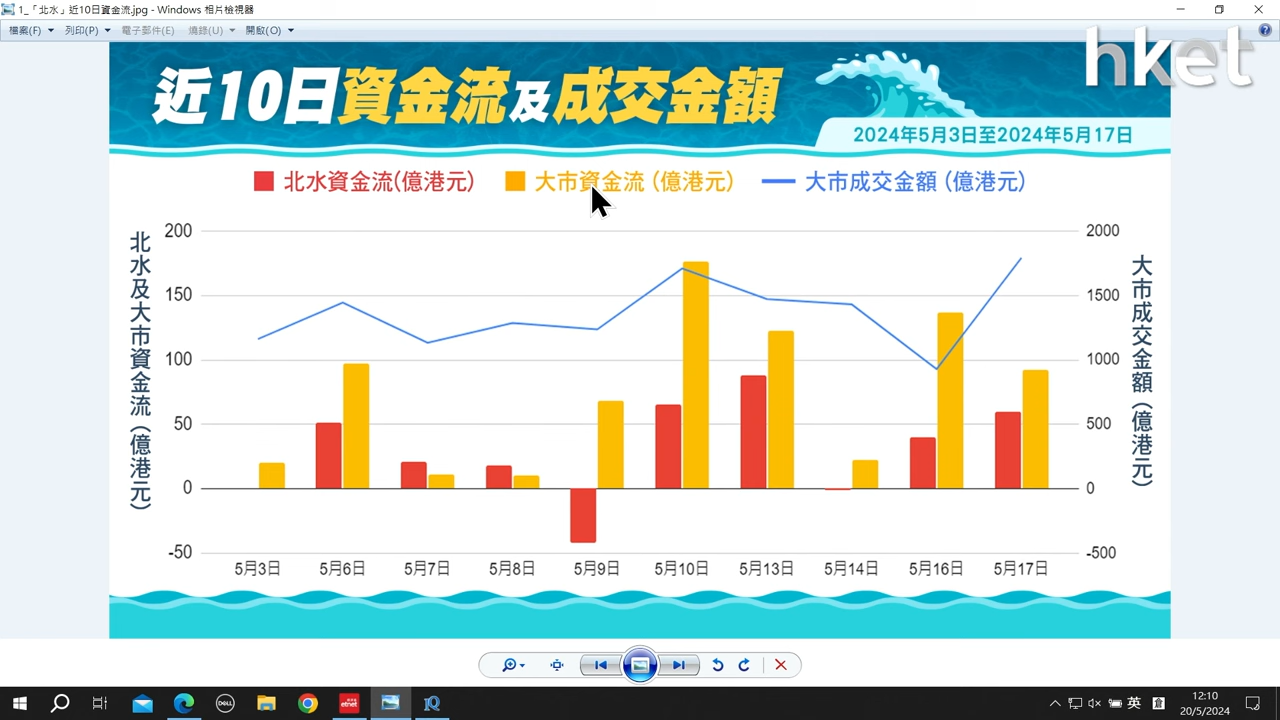 1_「北水」近10日資金流.jpg - Windows 相片檢視器
檔案(F) 列印(P) 電子郵件(E) 燒錄(U) 開啟(O)
hket
近10日資金流及成交金額
2024年5月3日至2024年5月17日
北水資金流(億港元) 大市資金流 (億港元) 大市成交金額 (億港元)
北水及大市資金流(億港元)
200
150
100
50
0
-50
2000
1500
1000
500
0
-500
大市成交金額(億港元)
5月3日 5月6日 5月7日 5月8日 5月9日 5月10日 5月13日 5月14日 5月16日 5月17日
DELL
etnet
IQ
英
12:10
20/5/2024